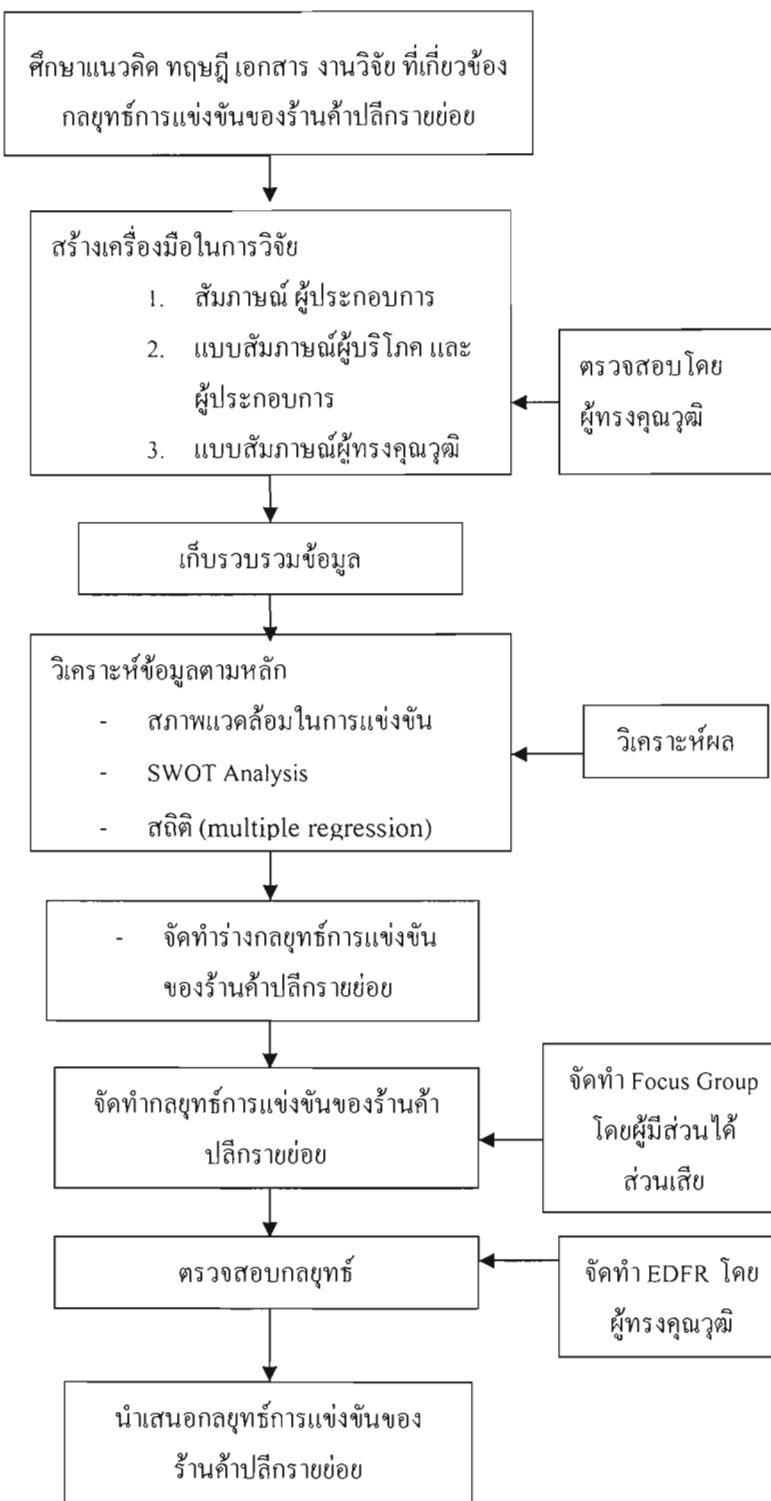 ศึกษาแนวคิด ทฤษฎี เอกสาร งานวิจัย ที่เกี่ยวข้อง
กลยุทธ์การแข่งขันของร้านค้าปลีกรายย่อย
สร้างเครื่องมือในการวิจัย
1. สัมภาษณ์ ผู้ประกอบการ
2. แบบสัมภาษณ์ผู้บริโภค และ
ผู้ประกอบการ
3. แบบสัมภาษณ์ผู้ทรงคุณวุฒิ
ตรวจสอบโดย
ผู้ทรงคุณวุฒิ
เก็บรวบรวมข้อมูล
วิเคราะห์ข้อมูลตามหลัก
- สภาพแวดล้อมในการแข่งขัน
- SWOT Analysis
- สถิติ (multiple regression)
วิเคราะห์ผล
- จัดทำร่างกลยุทธ์การแข่งขัน
ของร้านค้าปลีกรายย่อย
จัดทำกลยุทธ์การแข่งขันของร้านค้า
ปลีกรายย่อย
จัดทำ Focus Group
โดยผู้มีส่วนได้
ส่วนเสีย
ตรวจสอบกลยุทธ์
จัดทำ EDFR โดย
ผู้ทรงคุณวุฒิ
นำเสนอกลยุทธ์การแข่งขันของ
ร้านค้าปลีกรายย่อย